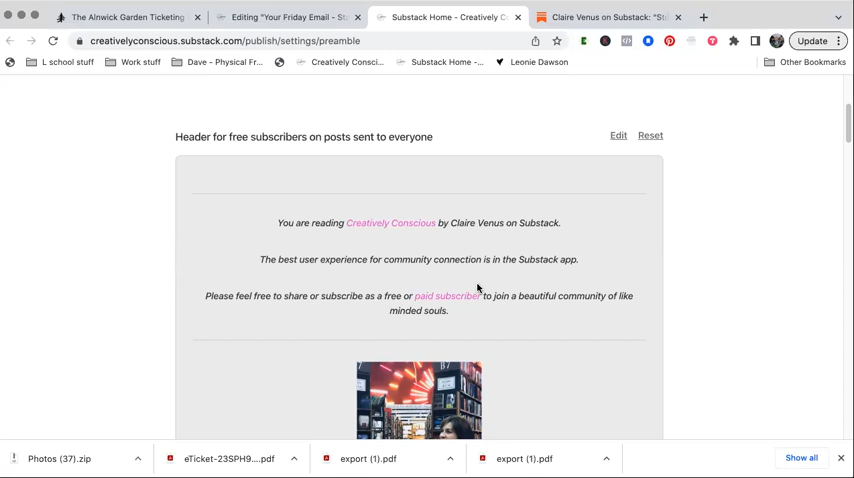 The Alnwick Garden Ticketing
Editing "Your Friday Email - St
Substack Home - Creatively C
Claire Venus on Substack: "St
creativelyconscious.substack.com/publish/settings/preamble
Update
L school stuff
Work stuff
Dave - Physical Fr...
Creatively Consci...
Substack Home -...
Leonie Dawson
Other Bookmarks
Header for free subscribers on posts sent to everyone
Edit
Reset
You are reading Creatively Conscious by Claire Venus on Substack.
The best user experience for community connection is in the Substack app.
Please feel free to share or subscribe as a free or paid subscriber to join a beautiful community of like
minded souls.
Photos (37).zip
eTicket-23SPH9....pdf
export (1).pdf
export (1).pdf
Show all